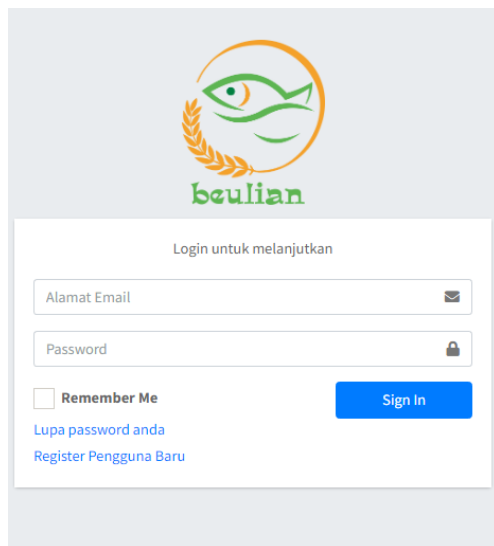 beulian
Login untuk melanjutkan
Alamat Email
Password
Remember Me
Sign In
Lupa password anda
Register Pengguna Baru